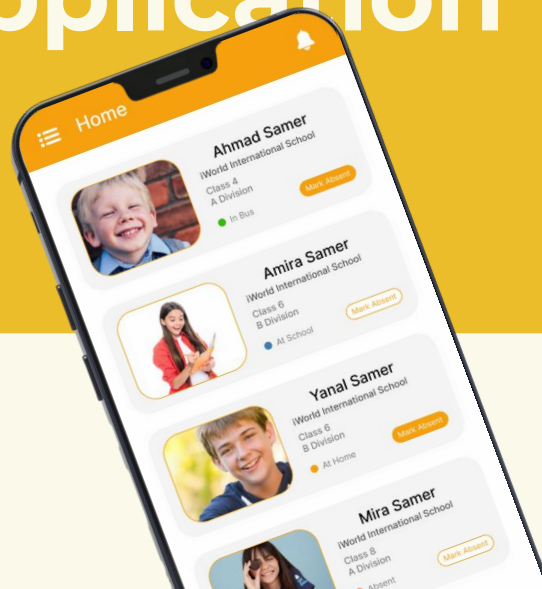 pplication
Home
Ahmad Samer
iWorld International School
Class 4
A Division
In Bus
Mark Absent
Amira Samer
iWorld International School
Class 6
B Division
At School
Mark Absent
Yanal Samer
iWorld International School
Class 6
B Division
At Home
Mark Absent
Mira Samer
iWorld International School
Class 8
A Division
Absent
Mark Absent